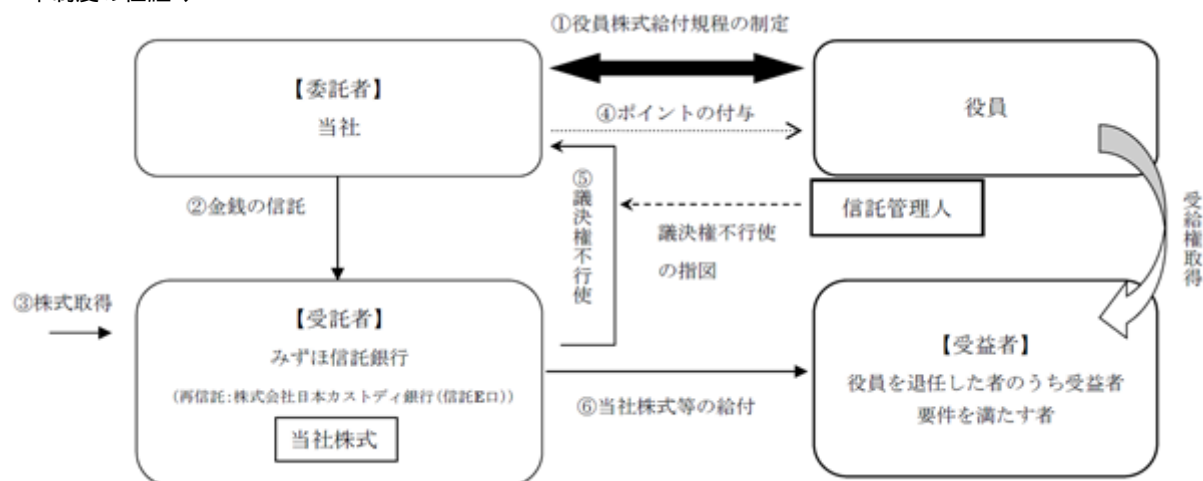 ①役員株式給付規程の制定
【委託者】
当社
役員
④ポイントの付与
②金銭の信託
⑤議決権不行使
信託管理人
議決権不行使
の指図
受給権取得
③株式取得
【受託者】
みずほ信託銀行
(再信託:株式会社日本カストディ銀行(信託E口))
当社株式
⑥当社株式等の給付
【受益者】
役員を退任した者のうち受益者
要件を満たす者